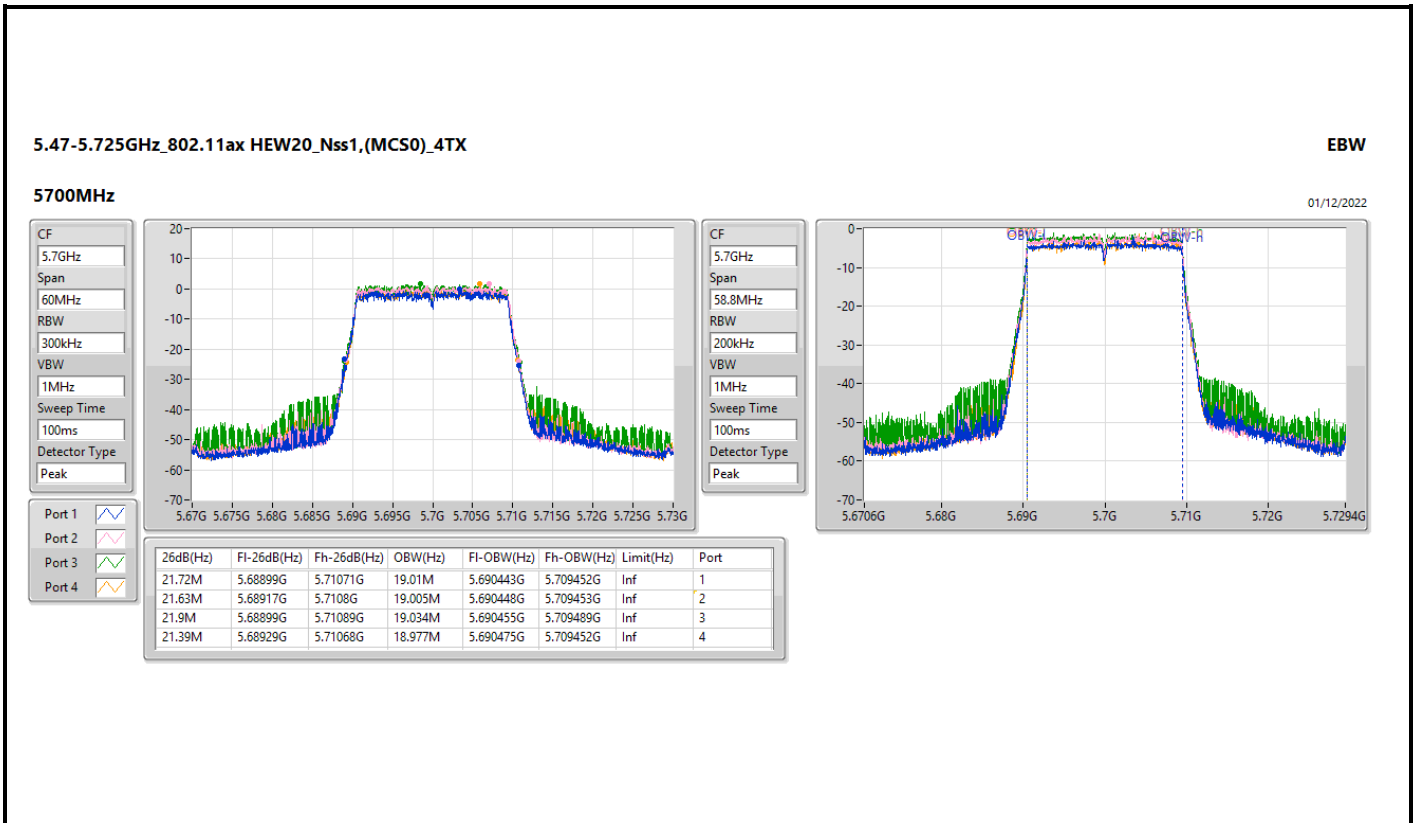 5.47-5.725GHz_802.11ax HEW20_Nss1,(MCS0)_4TX EBW
5700MHz 01/12/2022
CF
5.7GHz
Span
60MHz
RBW
300kHz
VBW
1MHz
Sweep Time
100ms
Detector Type
Peak
Port 1
Port 2
Port 3
Port 4
20
10
0
-10
-20
-30
-40
-50
-60
-70
5.67G 5.675G 5.68G 5.685G 5.69G 5.695G 5.7G 5.705G 5.71G 5.715G 5.72G 5.725G 5.73G
CF
5.7GHz
Span
58.8MHz
RBW
200kHz
VBW
1MHz
Sweep Time
100ms
Detector Type
Peak
OBW-l OBW-h
0
-10
-20
-30
-40
-50
-60
-70
5.6706G 5.68G 5.69G 5.7G 5.71G 5.72G 5.7294G
26dB(Hz) Fl-26dB(Hz) Fh-26dB(Hz) OBW(Hz) Fl-OBW(Hz) Fh-OBW(Hz) Limit(Hz) Port
21.72M 5.68899G 5.71071G 19.01M 5.690443G 5.709452G Inf 1
21.63M 5.68917G 5.7108G 19.005M 5.690448G 5.709453G Inf 2
21.9M 5.68899G 5.71089G 19.034M 5.690455G 5.709489G Inf 3
21.39M 5.68929G 5.71068G 18.977M 5.690475G 5.709452G Inf 4